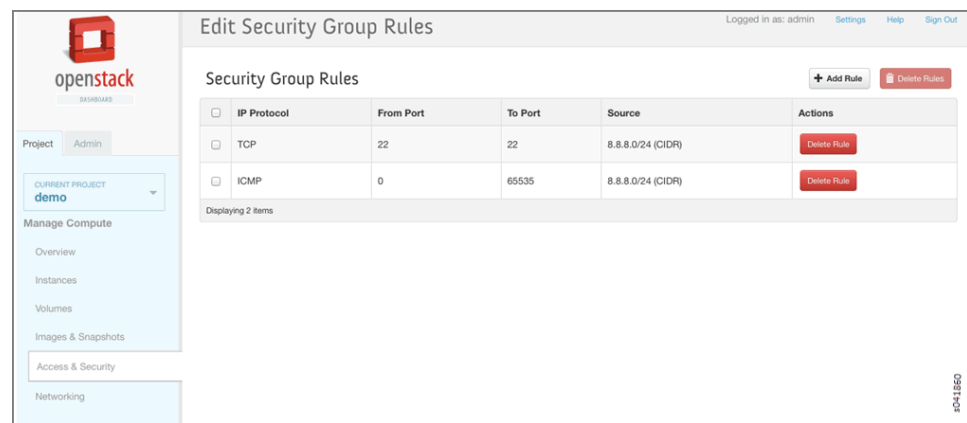 Edit Security Group Rules
Logged in as: admin Settings Help Sign Out
openstack
DASHBOARD
Project Admin
CURRENT PROJECT
demo
Manage Compute
Overview
Instances
Volumes
Images & Snapshots
Access & Security
Networking
Security Group Rules
+ Add Rule Delete Rules
IP Protocol From Port To Port Source Actions
TCP 22 22 8.8.8.0/24 (CIDR) Delete Rule
ICMP 0 65535 8.8.8.0/24 (CIDR) Delete Rule
Displaying 2 items
s041860